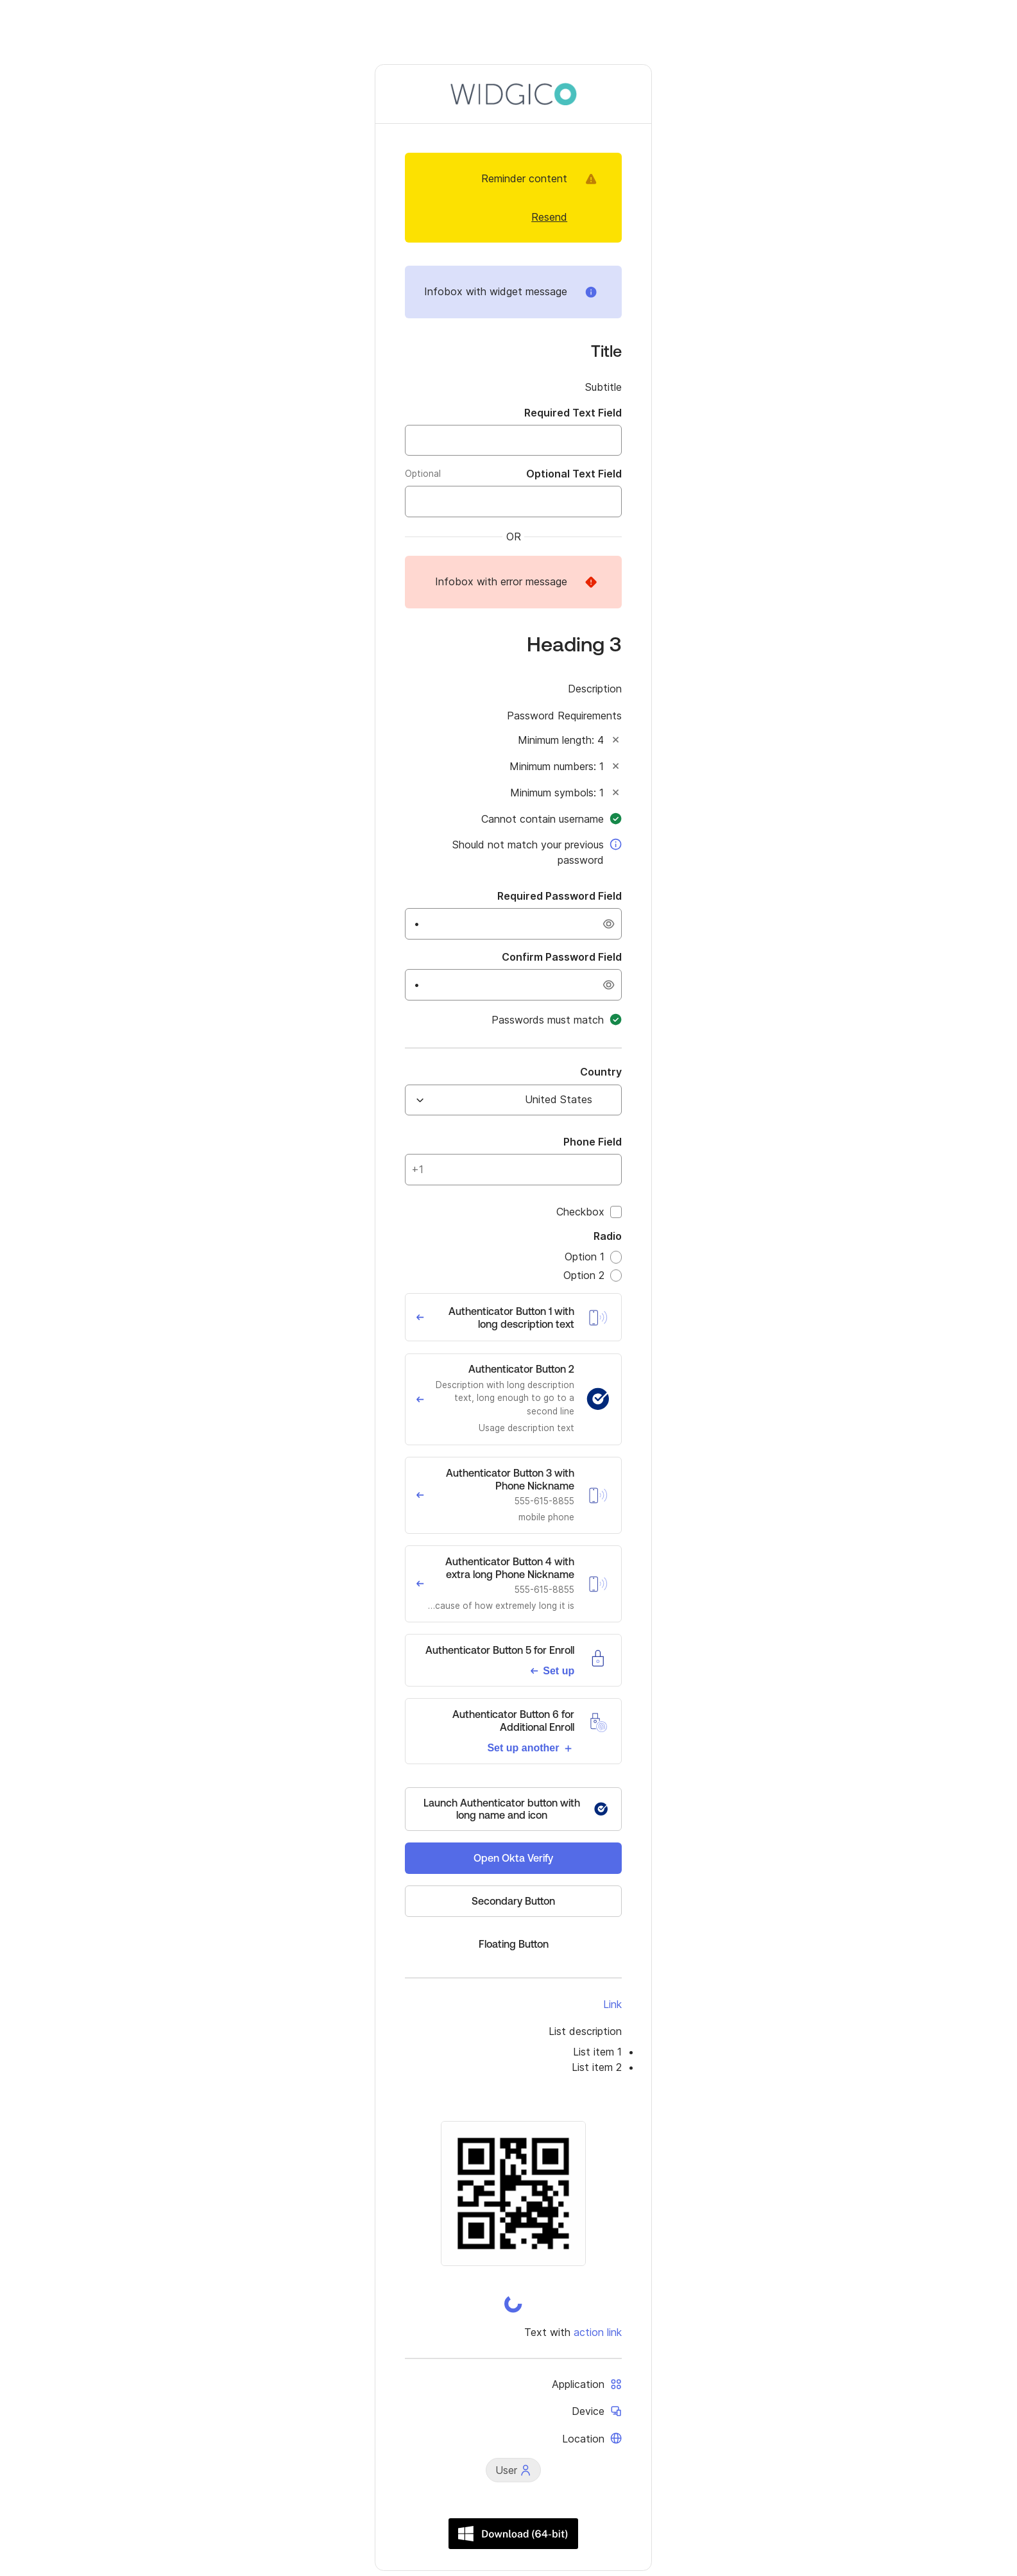 WIDGICO
Reminder content
Resend
Infobox with widget message
Title
Subtitle
Required Text Field
Optional Text Field
Optional
OR
Infobox with error message
Heading 3
Description
Password Requirements
Minimum length: 4
Minimum numbers: 1
Minimum symbols: 1
Cannot contain username
Should not match your previous
password
Required Password Field
Confirm Password Field
Passwords must match
Country
United States
Phone Field
+1
Checkbox
Radio
Option 1
Option 2
Authenticator Button 1 with
long description text
Authenticator Button 2
Description with long description
text, long enough to go to a
second line
Usage description text
Authenticator Button 3 with
Phone Nickname
555-615-8855
mobile phone
Authenticator Button 4 with
extra long Phone Nickname
555-615-8855
...cause of how extremely long it is
Authenticator Button 5 for Enroll
Set up
Authenticator Button 6 for
Additional Enroll
Set up another
Launch Authenticator button with
long name and icon
Open Okta Verify
Secondary Button
Floating Button
Link
List description
List item 1
List item 2
Text with action link
Application
Device
Location
User
Download (64-bit)